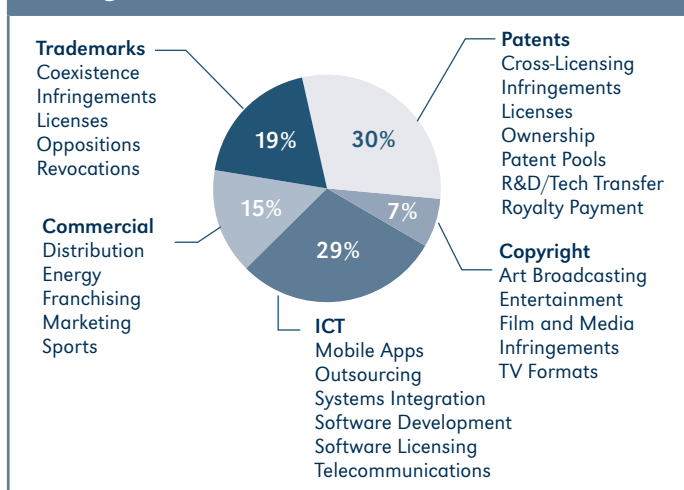 Trademarks
Coexistence
Infringements
Licenses
Oppositions
Revocations
19%
Patents
Cross-Licensing
Infringements
Licenses
Ownership
Patent Pools
R&D/Tech Transfer
Royalty Payment
30%
Commercial
Distribution
Energy
Franchising
Marketing
Sports
15%
7%
Copyright
Art Broadcasting
Entertainment
Film and Media
Infringements
TV Formats
29%
ICT
Mobile Apps
Outsourcing
Systems Integration
Software Development
Software Licensing
Telecommunications